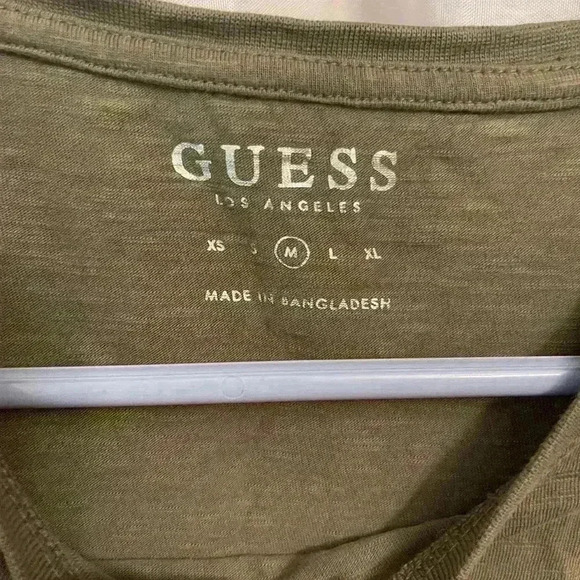 GUESS
LOS ANGELES
XS S M L XL
MADE IN BANGLADESH